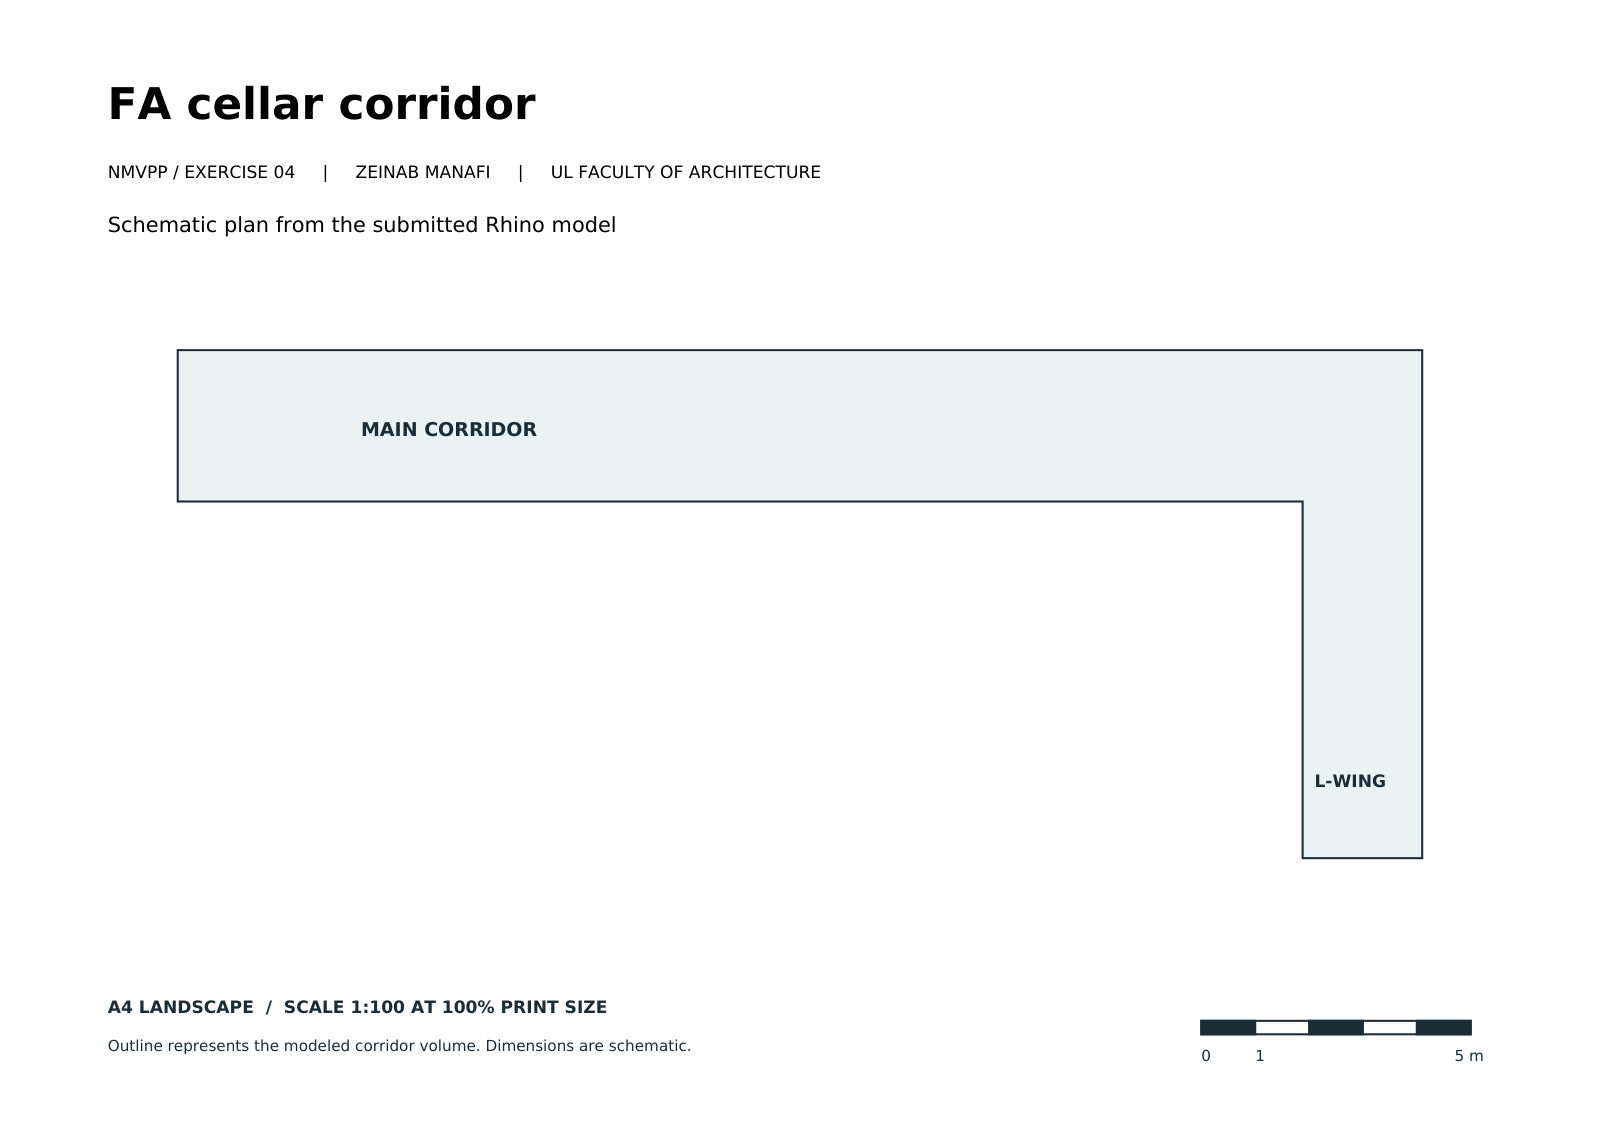 FA cellar corridor
NMVPP / EXERCISE 04 | ZEINAB MANAFI | UL FACULTY OF ARCHITECTURE
Schematic plan from the submitted Rhino model
MAIN CORRIDOR
L-WING
A4 LANDSCAPE / SCALE 1:100 AT 100% PRINT SIZE
Outline represents the modeled corridor volume. Dimensions are schematic.
0 1 5 m